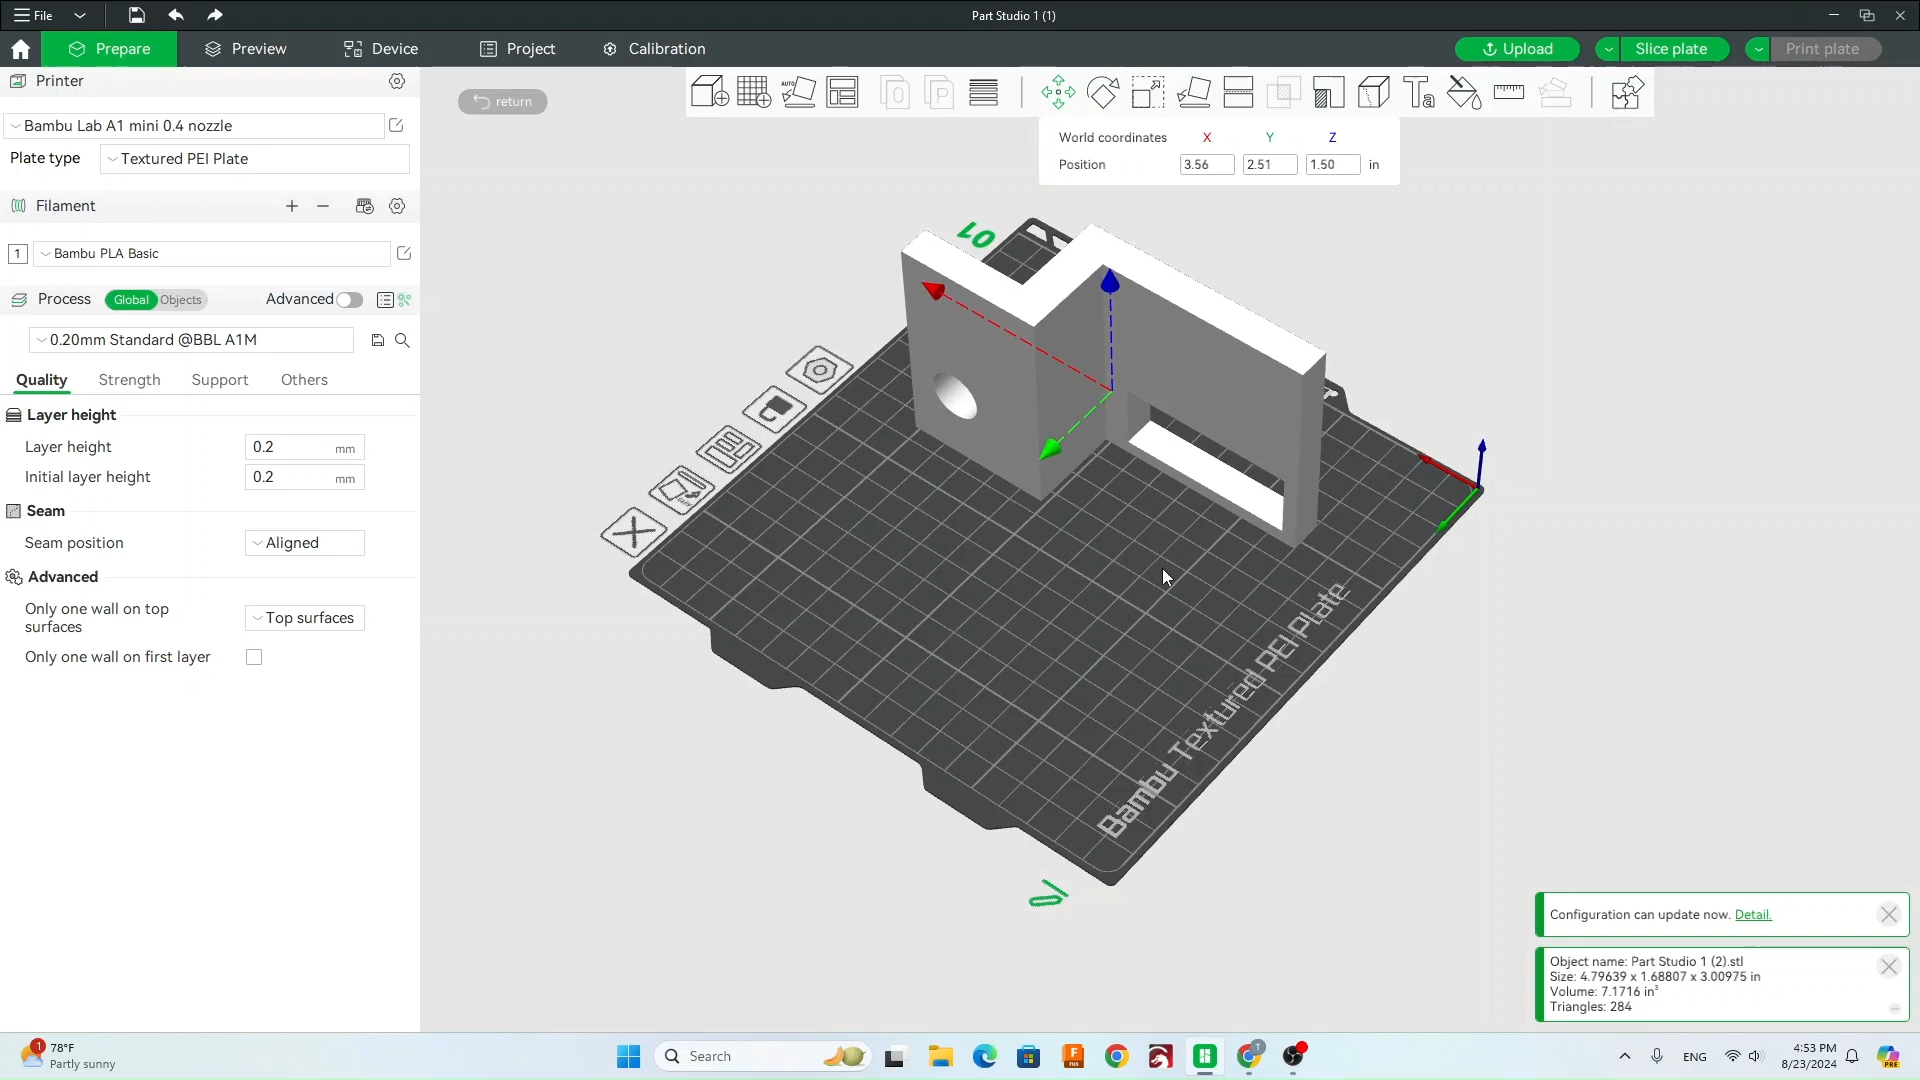 File
Part Studio 1 (1)
Prepare
Preview
Device
Project
Calibration
Upload
Slice plate
Print plate
Printer
return
Bambu Lab A1 mini 0.4 nozzle
Plate type
Textured PEI Plate
World coordinates X Y Z
Position 3.56 2.51 1.50 in
Filament
1 Bambu PLA Basic
Process Global Objects Advanced
0.20mm Standard @BBL A1M
Quality Strength Support Others
Layer height
Layer height 0.2 mm
Initial layer height 0.2 mm
Seam
Seam position Aligned
Advanced
Only one wall on top
surfaces
Top surfaces
Only one wall on first layer
AUTO
O
P
Ta
01
AUTO
Bambu Textured PEI Plate
Configuration can update now. Detail.
Object name: Part Studio 1 (2).stl
Size: 4.79639 x 1.68807 x 3.00975 in
Volume: 7.1716 in³
Triangles: 284
1
78°F
Partly sunny
Search
F
FUS
T
ENG
4:53 PM
8/23/2024
PRE